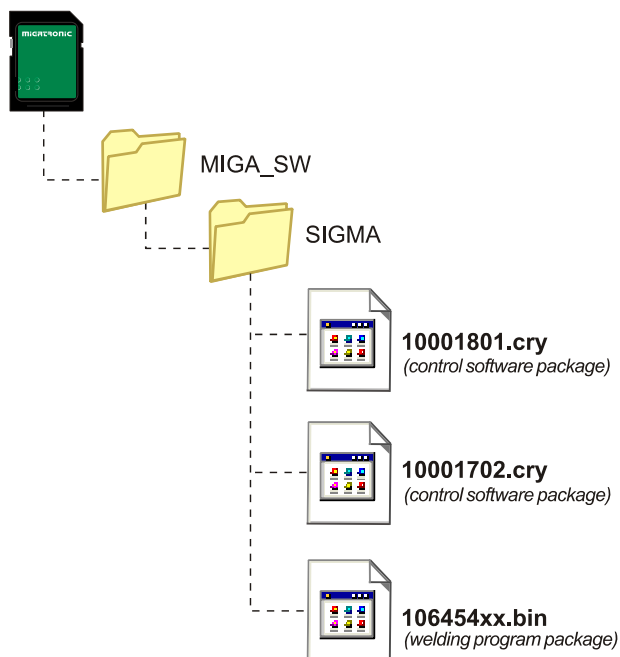 MIGATRONIC
MIGA_SW
SIGMA
10001801.cry
(control software package)
10001702.cry
(control software package)
106454xx.bin
(welding program package)